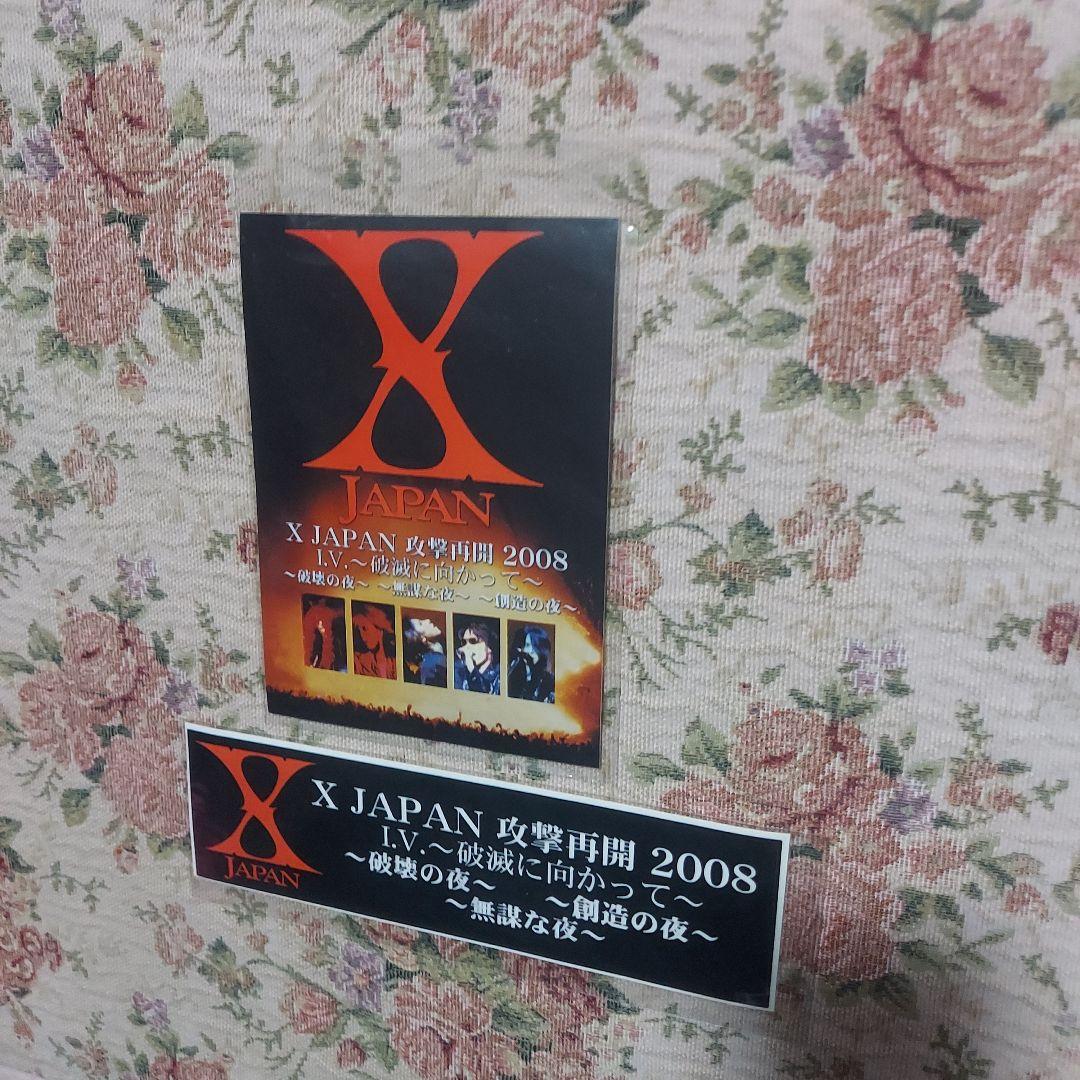 X
JAPAN
X JAPAN 攻撃再開 2008
I.V.～破滅に向かって～
～破壊の夜～ ～無謀な夜～ ～創造の夜～
X
JAPAN
X JAPAN 攻撃再開 2008
I.V.～破滅に向かって～
～破壊の夜～ ～創造の夜～
～無謀な夜～